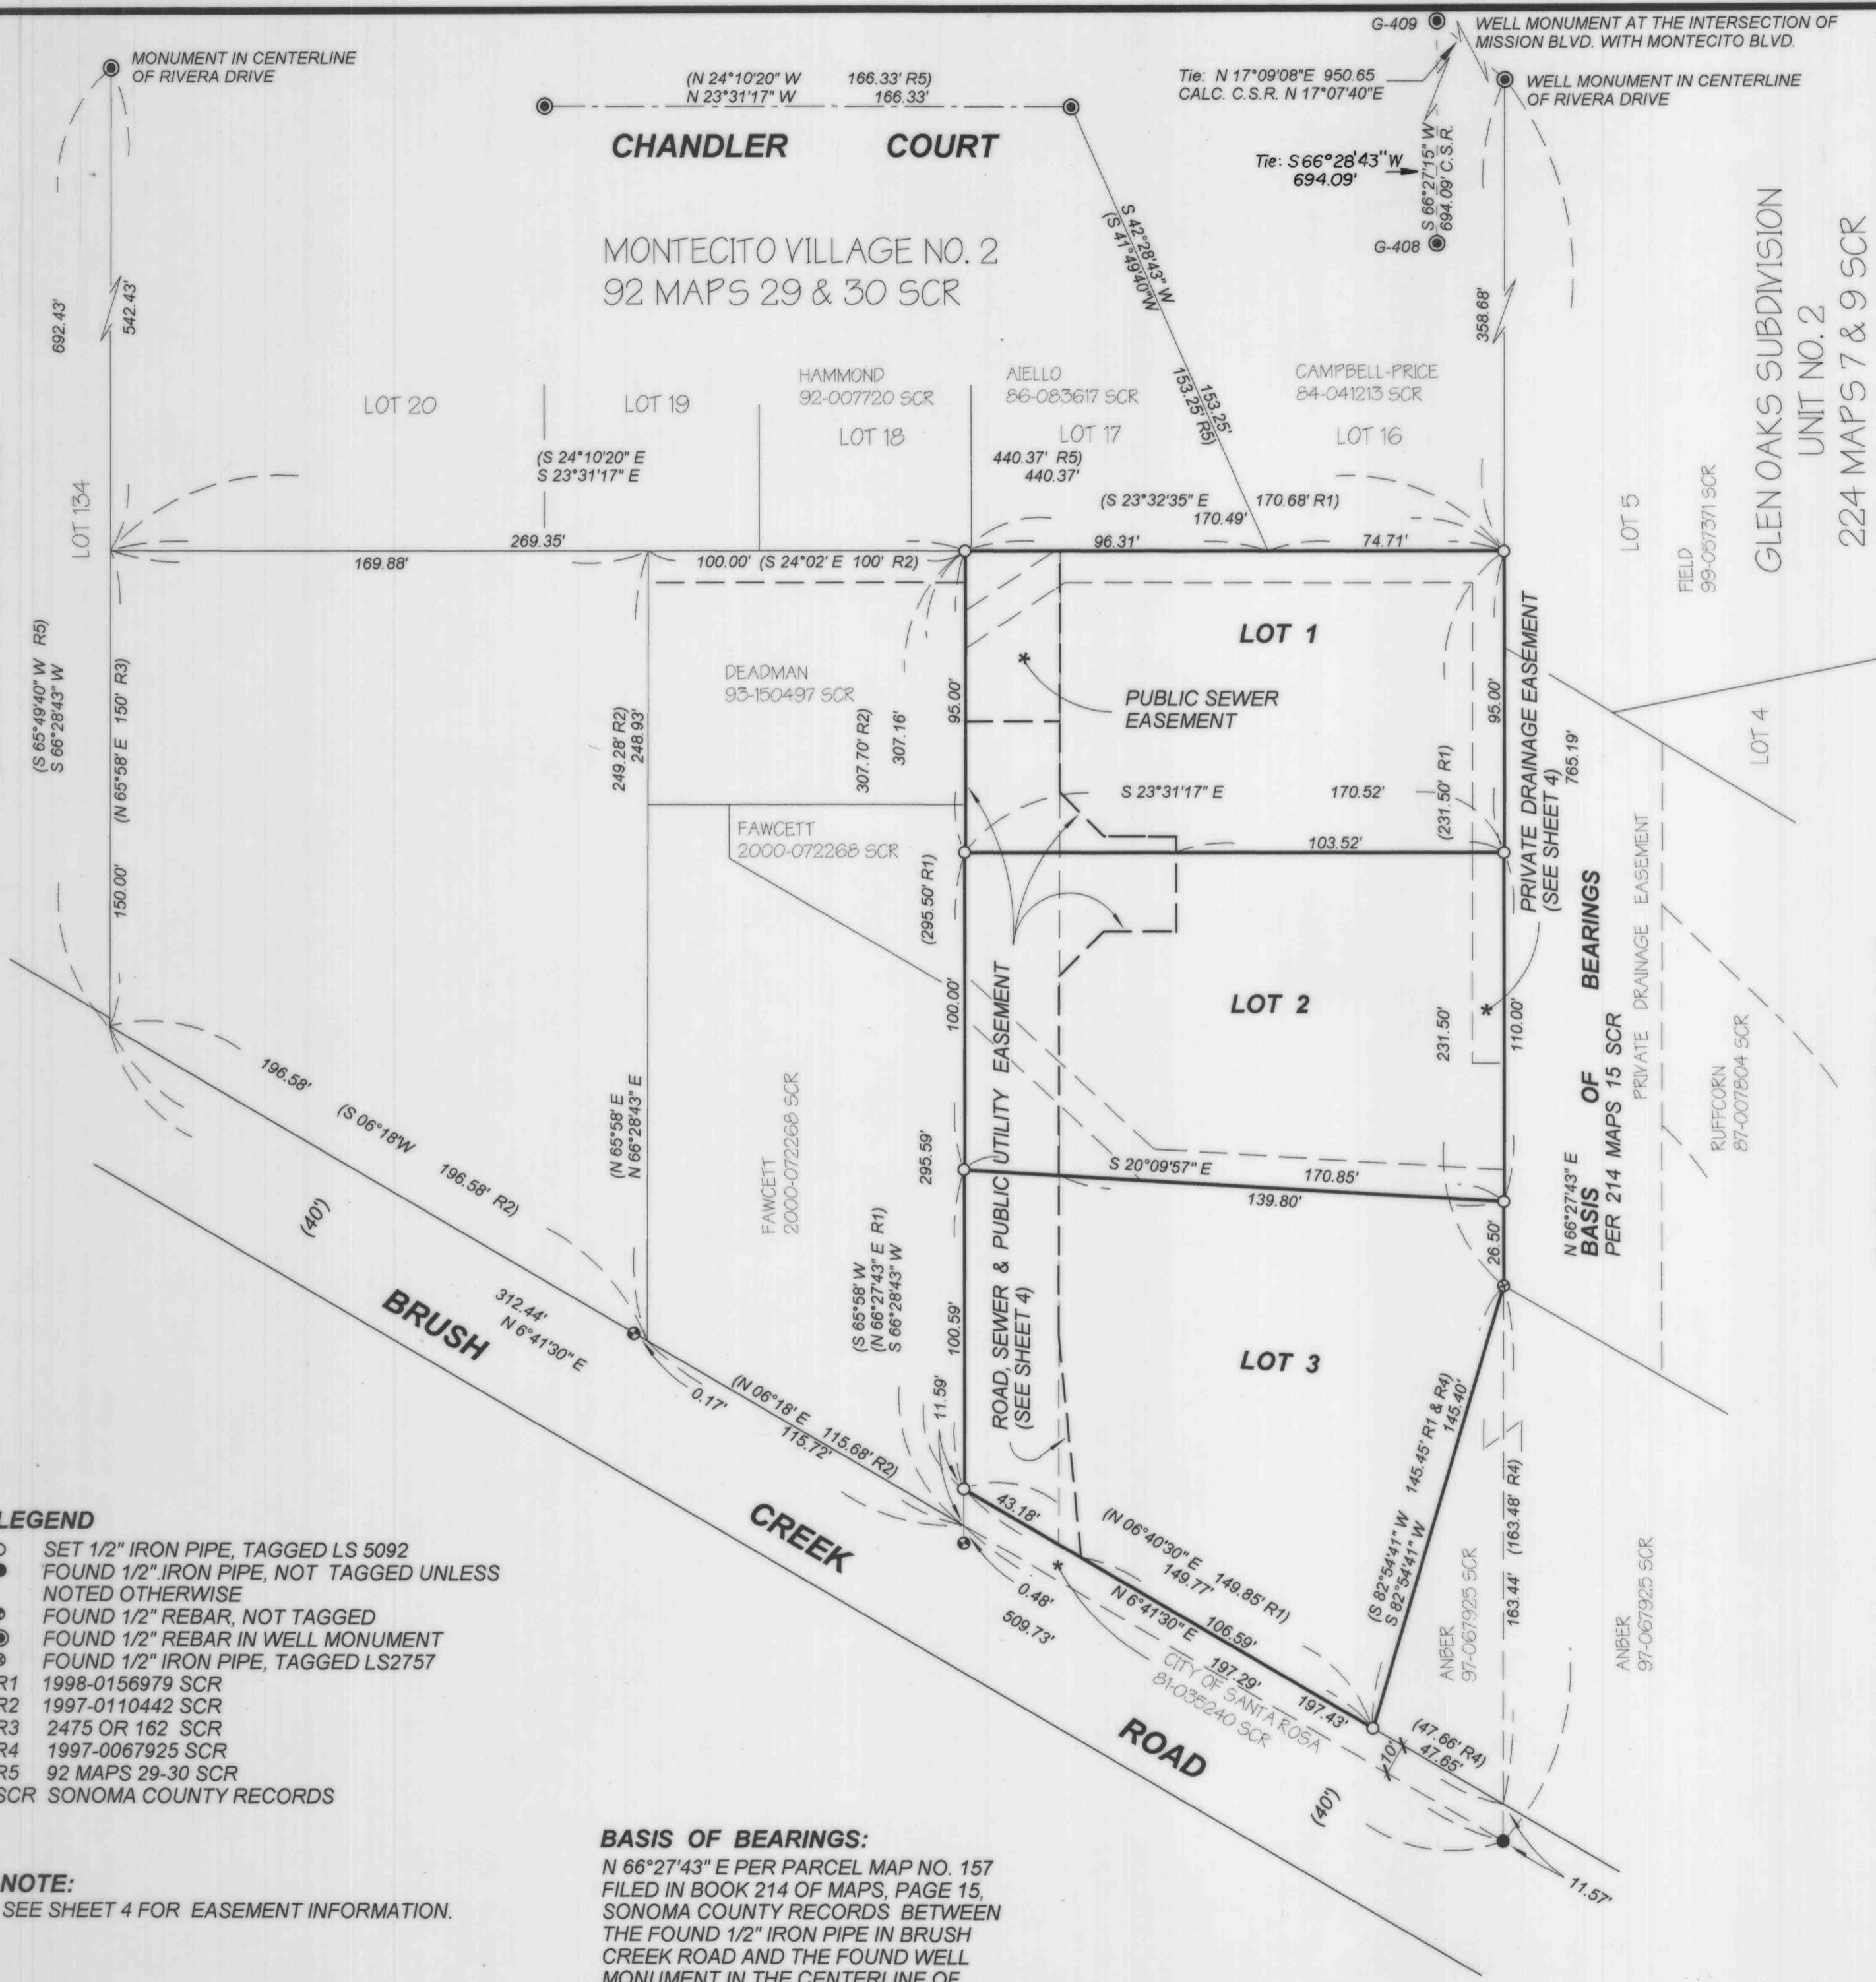 G-409
WELL MONUMENT AT THE INTERSECTION OF
MISSION BLVD. WITH MONTECITO BLVD.
MONUMENT IN CENTERLINE
OF RIVERA DRIVE
(N 24°10'20" W 166.33' R5)
N 23°31'17" W 166.33'
Tie: N 17°09'08"E 950.65
CALC. C.S.R. N 17°07'40"E
WELL MONUMENT IN CENTERLINE
OF RIVERA DRIVE
CHANDLER COURT
Tie: S66°28'43"W
694.09'
S 66°27'15" W
694.09' C.S.R.
G-408
MONTECITO VILLAGE NO. 2
92 MAPS 29 & 30 SCR
S 42°28'43" W
(S 41°49'40"W
153.25'
153.25' R5)
GLEN OAKS SUBDIVISION
UNIT NO. 2
224 MAPS 7 & 9 SCR
692.43'
542.43'
358.68'
LOT 20
LOT 19
HAMMOND
92-007720 SCR
LOT 18
AIELLO
86-083617 SCR
LOT 17
CAMPBELL-PRICE
84-041213 SCR
LOT 16
LOT 134
(S 24°10'20" E
S 23°31'17" E
440.37' R5)
440.37'
(S 23°32'35" E 170.68' R1)
170.49'
LOT 5
FIELD
99-057371 SCR
269.35'
96.31'
74.71'
169.88'
100.00' (S 24°02' E 100' R2)
LOT 1
(S 65°49'40" W R5)
S 66°28'43" W
(N 65°58' E 150' R3)
150.00'
DEADMAN
93-150497 SCR
249.28' R2)
248.93'
307.70' R2)
307.16'
95.00'
PUBLIC SEWER
EASEMENT
95.00'
PRIVATE DRAINAGE EASEMENT
(SEE SHEET 4)
765.19'
LOT 4
(231.50' R1)
S 23°31'17" E 170.52'
103.52'
FAWCETT
2000-072268 SCR
(295.50' R1)
100.00'
LOT 2
231.50'
110.00'
N 66°27'43" E
BASIS OF BEARINGS
PER 214 MAPS 15 SCR
PRIVATE DRAINAGE EASEMENT
RUFFCORN
87-007804 SCR
196.58'
(S 06°18'W 196.58' R2)
(N 65°58' E
N 66°28'43" E
FAWCETT
2000-072268 SCR
295.59'
ROAD, SEWER & PUBLIC UTILITY EASEMENT
(SEE SHEET 4)
S 20°09'57" E 170.85'
139.80'
26.50'
(40')
(S 65°58' W
(N 66°27'43" E R1)
S 66°28'43" W
100.59'
LOT 3
BRUSH CREEK ROAD
312.44'
N 6°41'30" E
0.17'
(N 06°18' E 115.68' R2)
115.72'
11.59'
43.18'
(N 06°40'30" E 149.85' R1)
149.77'
N 6°41'30" E
106.59'
(S 82°54'41" W 145.45' R1 & R4)
S 82°54'41" W 145.40'
163.44' (163.48' R4)
ANBER
97-067925 SCR
ANBER
97-067925 SCR
0.48'
509.73'
197.29'
197.43'
CITY OF SANTA ROSA
81-035240 SCR
(47.66' R4)
47.65'
10'
(40')
11.57'
LEGEND
SET 1/2" IRON PIPE, TAGGED LS 5092
FOUND 1/2" IRON PIPE, NOT TAGGED UNLESS
NOTED OTHERWISE
FOUND 1/2" REBAR, NOT TAGGED
FOUND 1/2" REBAR IN WELL MONUMENT
FOUND 1/2" IRON PIPE, TAGGED LS2757
R1 1998-0156979 SCR
R2 1997-0110442 SCR
R3 2475 OR 162 SCR
R4 1997-0067925 SCR
R5 92 MAPS 29-30 SCR
SCR SONOMA COUNTY RECORDS
NOTE:
SEE SHEET 4 FOR EASEMENT INFORMATION.
BASIS OF BEARINGS:
N 66°27'43" E PER PARCEL MAP NO. 157
FILED IN BOOK 214 OF MAPS, PAGE 15,
SONOMA COUNTY RECORDS BETWEEN
THE FOUND 1/2" IRON PIPE IN BRUSH
CREEK ROAD AND THE FOUND WELL
MONUMENT IN THE CENTERLINE OF